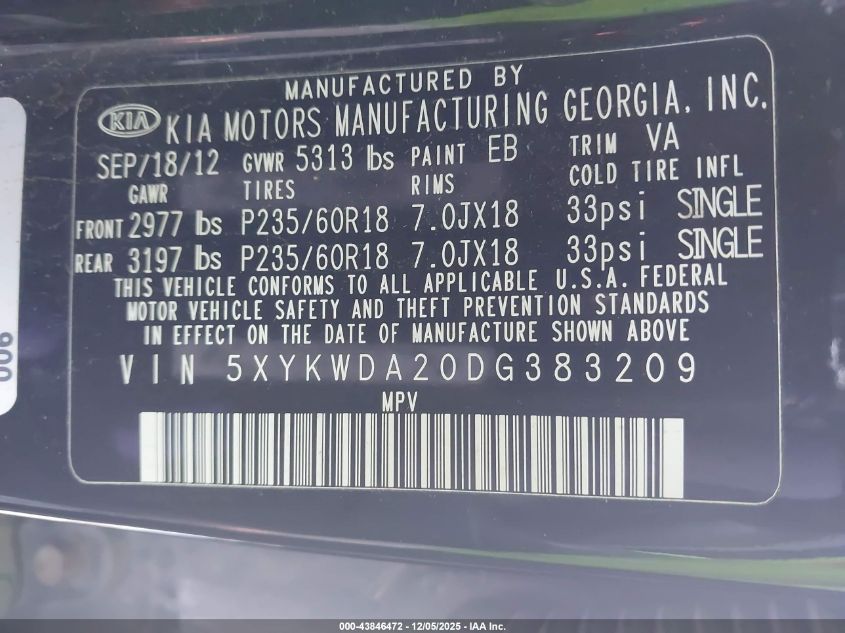 MANUFACTURED BY
KIA KIA MOTORS MANUFACTURING GEORGIA, INC.
SEP/18/12 GVWR 5313 lbs PAINT EB TRIM VA
GAWR TIRES RIMS COLD TIRE INFL
FRONT 2977 lbs P235/60R18 7.0JX18 33psi SINGLE
REAR 3197 lbs P235/60R18 7.0JX18 33psi SINGLE
THIS VEHICLE CONFORMS TO ALL APPLICABLE U.S.A. FEDERAL
MOTOR VEHICLE SAFETY AND THEFT PREVENTION STANDARDS
IN EFFECT ON THE DATE OF MANUFACTURE SHOWN ABOVE
VIN 5XYKWDA20DG383209
MPV
000-43846472 - 12/05/2025 - IAA Inc.